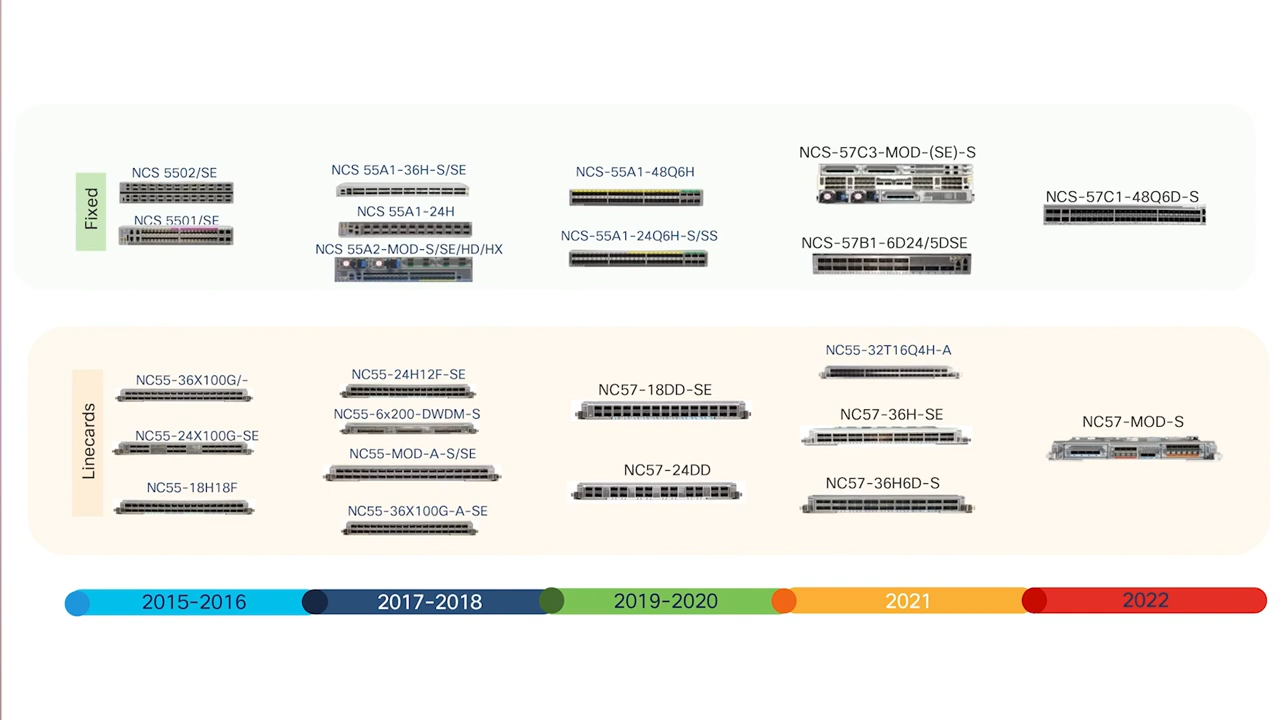 Fixed
NCS 5502/SE
NCS 5501/SE
NCS 55A1-36H-S/SE
NCS 55A1-24H
NCS 55A2-MOD-S/SE/HD/HX
NCS-55A1-48Q6H
NCS-55A1-24Q6H-S/SS
NCS-57C3-MOD-(SE)-S
NCS-57B1-6D24/5DSE
NCS-57C1-48Q6D-S
Linecards
NC55-36X100G/-
NC55-24X100G-SE
NC55-18H18F
NC55-24H12F-SE
NC55-6x200-DWDM-S
NC55-MOD-A-S/SE
NC55-36X100G-A-SE
NC57-18DD-SE
NC57-24DD
NC55-32T16Q4H-A
NC57-36H-SE
NC57-36H6D-S
NC57-MOD-S
2015-2016
2017-2018
2019-2020
2021
2022